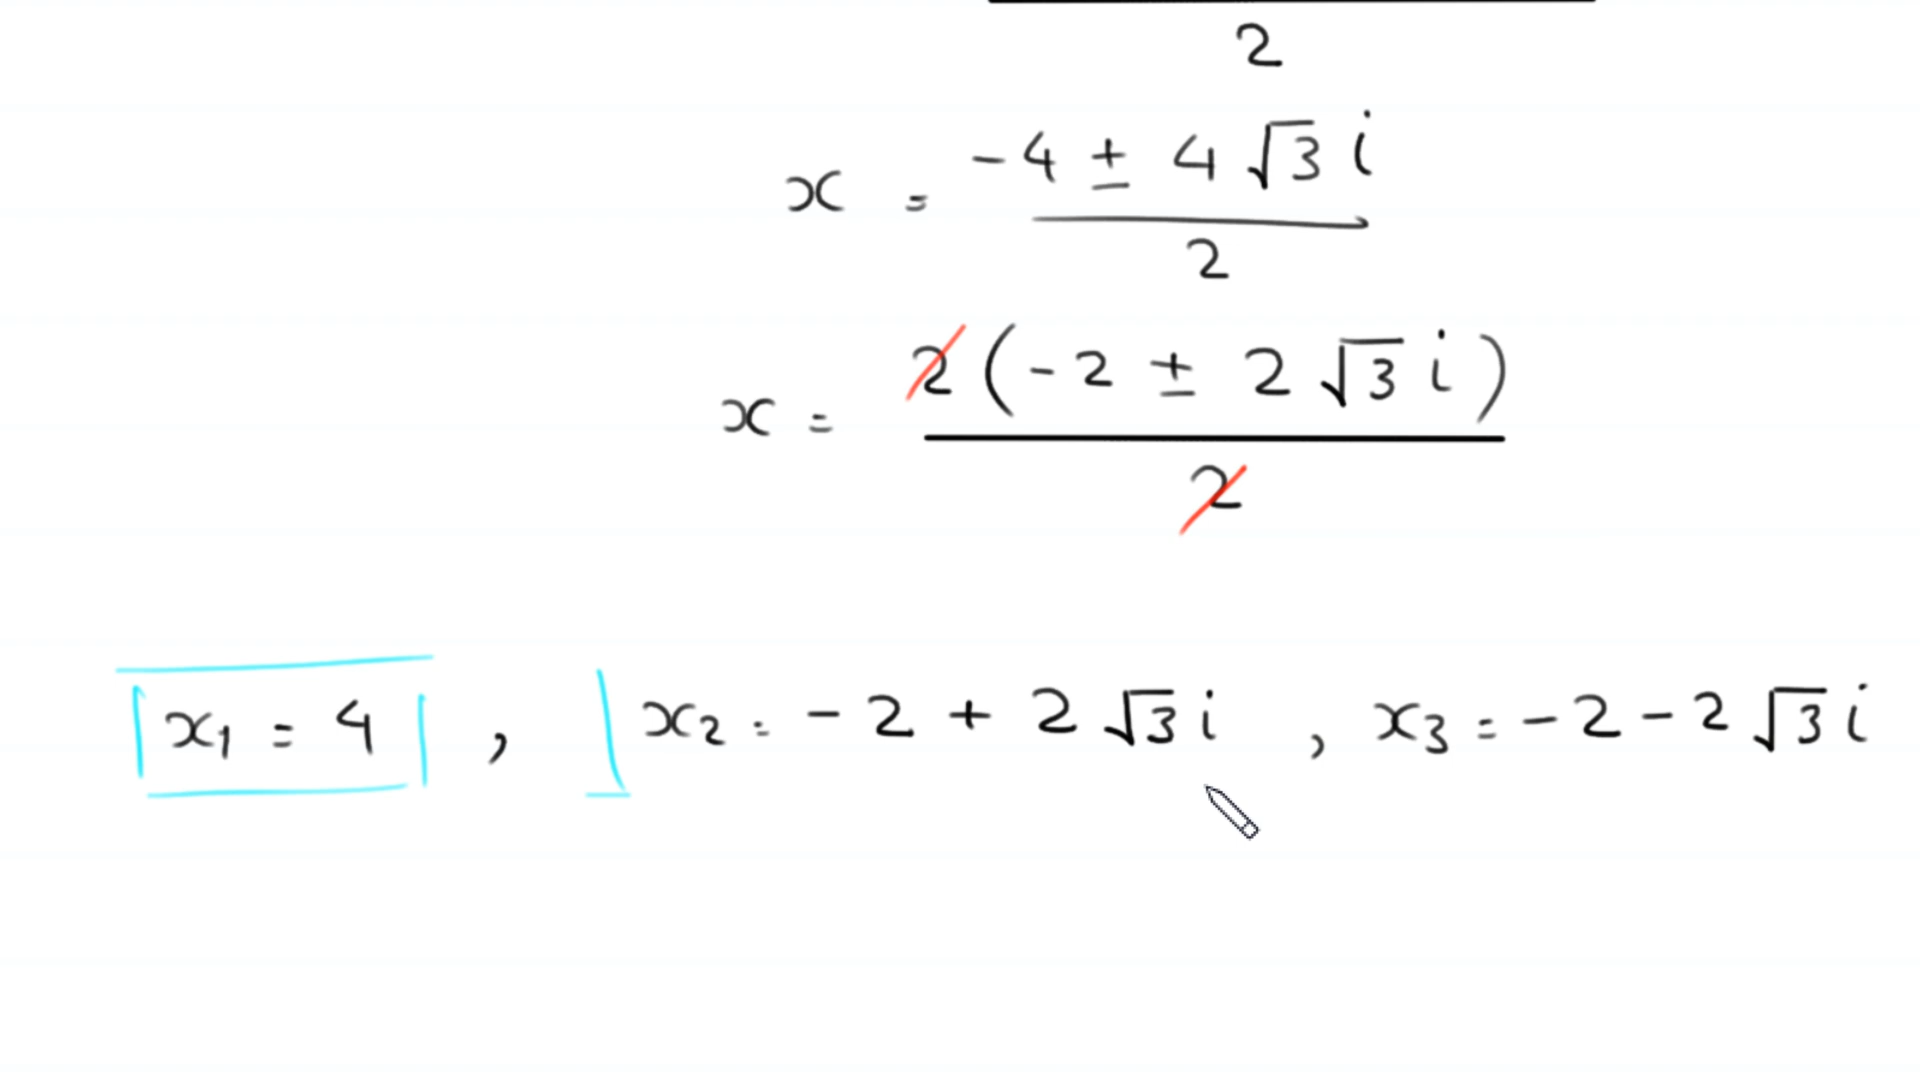 2
x = -4 ± 4√3 i
2
x = 2(-2 ± 2√3 i)
2
x₁ = 4 , x₂ = -2 + 2√3 i , x₃ = -2 - 2√3 i